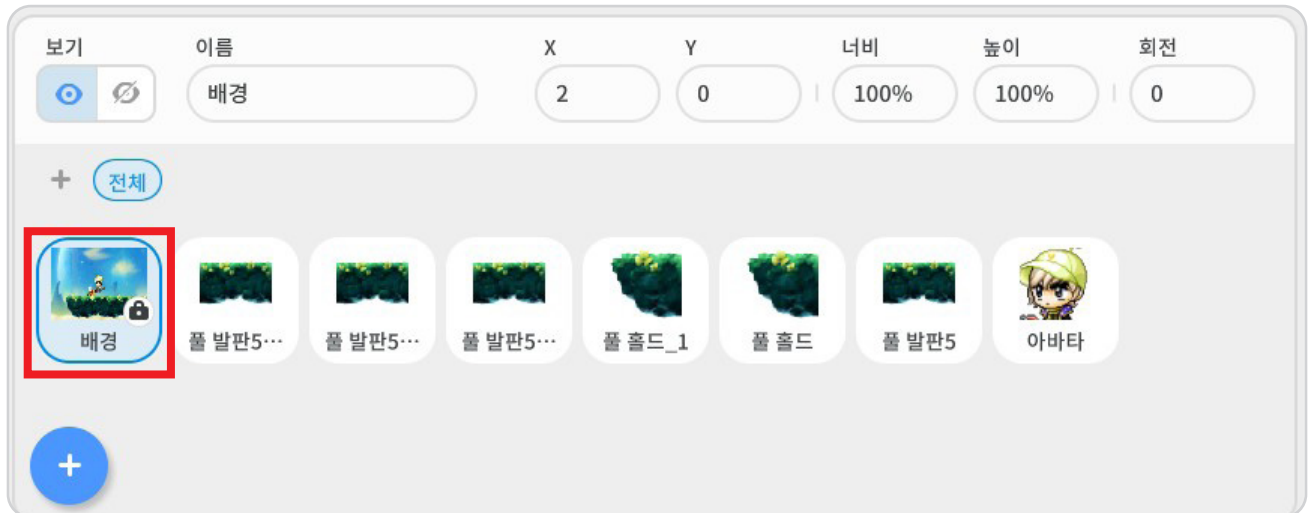 보기 이름 X Y 너비 높이 회전
배경 2 0 100% 100% 0
+ 전체
배경 풀 발판5… 풀 발판5… 풀 발판5… 풀 홀드_1 풀 홀드 풀 발판5 아바타
+